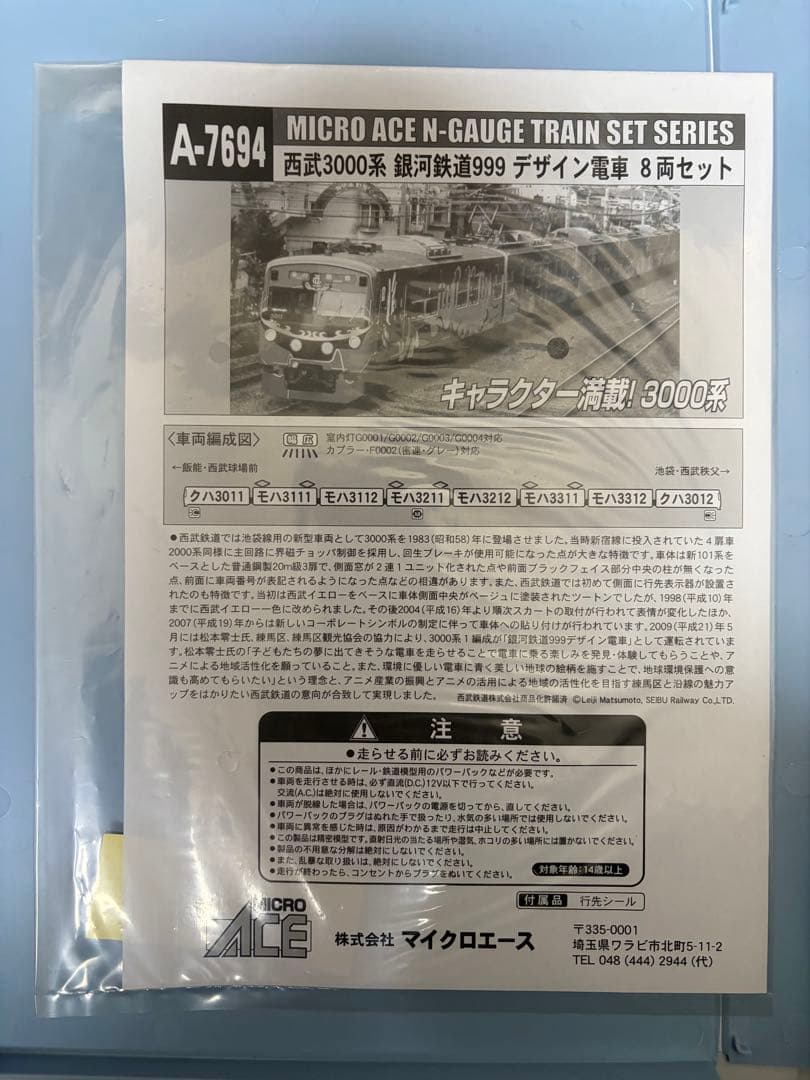 A-7694
MICRO ACE N-GAUGE TRAIN SET SERIES
西武3000系 銀河鉄道999 デザイン電車 8両セット
キャラクター満載! 3000系
〈車両編成図〉
室内灯G0001/G0002/G0003/G0004対応
カプラー・F0002(密連・グレー)対応
←飯能・西武球場前
池袋・西武秩父→
クハ3011 モハ3111 モハ3112 モハ3211 モハ3212 モハ3311 モハ3312 クハ3012
●西武鉄道では池袋線用の新型車両として3000系を1983(昭和58)年に登場させました。当時新宿線に投入されていた4扉車
2000系同様に主回路に界磁チョッパ制御を採用し、回生ブレーキが使用可能になった点が大きな特徴です。車体は新101系を
ベースとした普通鋼製20m級3扉で、側面窓が2連1ユニット化された点や前面ブラックフェイス部分中央の柱が無くなった
点、前面に車両番号が表記されるようになった点などの相違があります。また、西武鉄道では初めて側面に行先表示器が設置さ
れたのも特徴です。当初は西武イエローをベースに車体側面中央がベージュに塗装されたツートンでしたが、1998(平成10)年
までに西武イエロー一色に改められました。その後2004(平成16)年より順次スカートの取付が行われて表情が変化したほか、
2007(平成19)年からは新しいコーポレートシンボルの制定に伴って車体への貼り付けが行われています。2009(平成21)年5
月には松本零士氏、練馬区、練馬区観光協会の協力により、3000系1編成が「銀河鉄道999デザイン電車」として運転されていま
す。松本零士氏の「子どもたちの夢に出てきそうな電車を走らせることで電車に乗る楽しみを発見・体験してもらうことや、ア
ニメによる地域活性化を願っていること。また、環境に優しい電車に青く美しい地球の絵柄を施すことで、地球環境保護への意
識も高めてもらいたい」という理念と、アニメ産業の振興とアニメの活用による地域の活性化を目指す練馬区と沿線の魅力ア
ップをはかりたい西武鉄道の意向が合致して実現しました。 西武鉄道株式会社商品化許諾済 ©Leiji Matsumoto, SEIBU Railway Co.,LTD.
注 意
●走らせる前に必ずお読みください。
●この商品は、ほかにレール・鉄道模型用のパワーパックなどが必要です。
●車両を走行させる時は、必ず直流(D.C.)12V以下で行ってください。
交流(A.C.)は絶対に使用しないでください。
●車両が脱線した場合は、パワーパックの電源を切ってから、直してください。
●パワーパックのプラグはぬれた手で扱ったり、水気の多い場所では使用しないでください。
●車両に異常を感じた時は、原因がわかるまで走行は中止してください。
●この製品は精密模型です。直射日光の当たる場所や湿気、ホコリの多い場所には置かないでください。
●製品の不用意な分解は絶対にしないでください。
●また、乱暴な取り扱いは、絶対にしないでください。
●走行が終わったら、コンセントからプラグをぬいてください。
対象年齢:14歳以上
付属品 行先シール
MICRO
ACE
株式会社 マイクロエース
〒335-0001
埼玉県ワラビ市北町5-11-2
TEL 048 (444) 2944 (代)